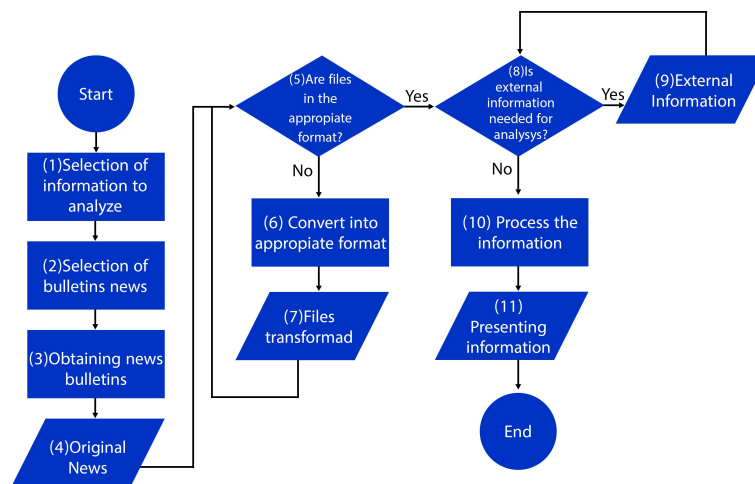 Start
(1)Selection of
information to
analyze
(2)Selection of
bulletins news
(3)Obtaining news
bulletins
(4)Original
News
(5)Are files
in the
appropiate
format?
Yes
No
(6) Convert into
appropiate format
(7)Files
transformad
(8)Is
external
information
needed for
analysys?
Yes
No
(9)External
Information
(10) Process the
information
(11)
Presenting
information
End